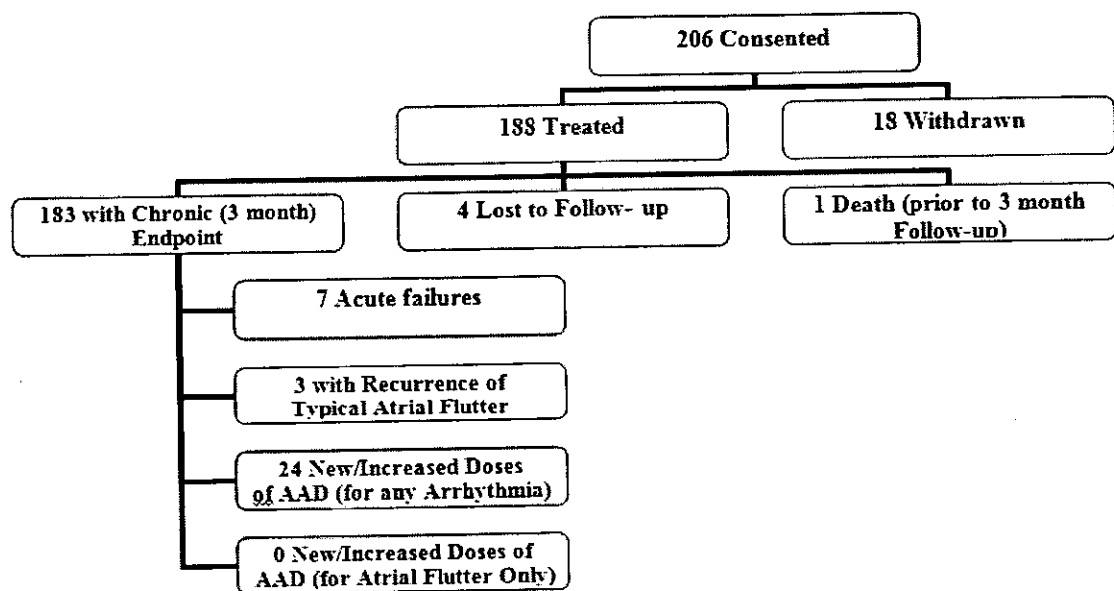 206 Consented
188 Treated
18 Withdrawn
183 with Chronic (3 month)
Endpoint
4 Lost to Follow- up
1 Death (prior to 3 month
Follow-up)
7 Acute failures
3 with Recurrence of
Typical Atrial Flutter
24 New/Increased Doses
of AAD (for any Arrhythmia)
0 New/Increased Doses of
AAD (for Atrial Flutter Only)